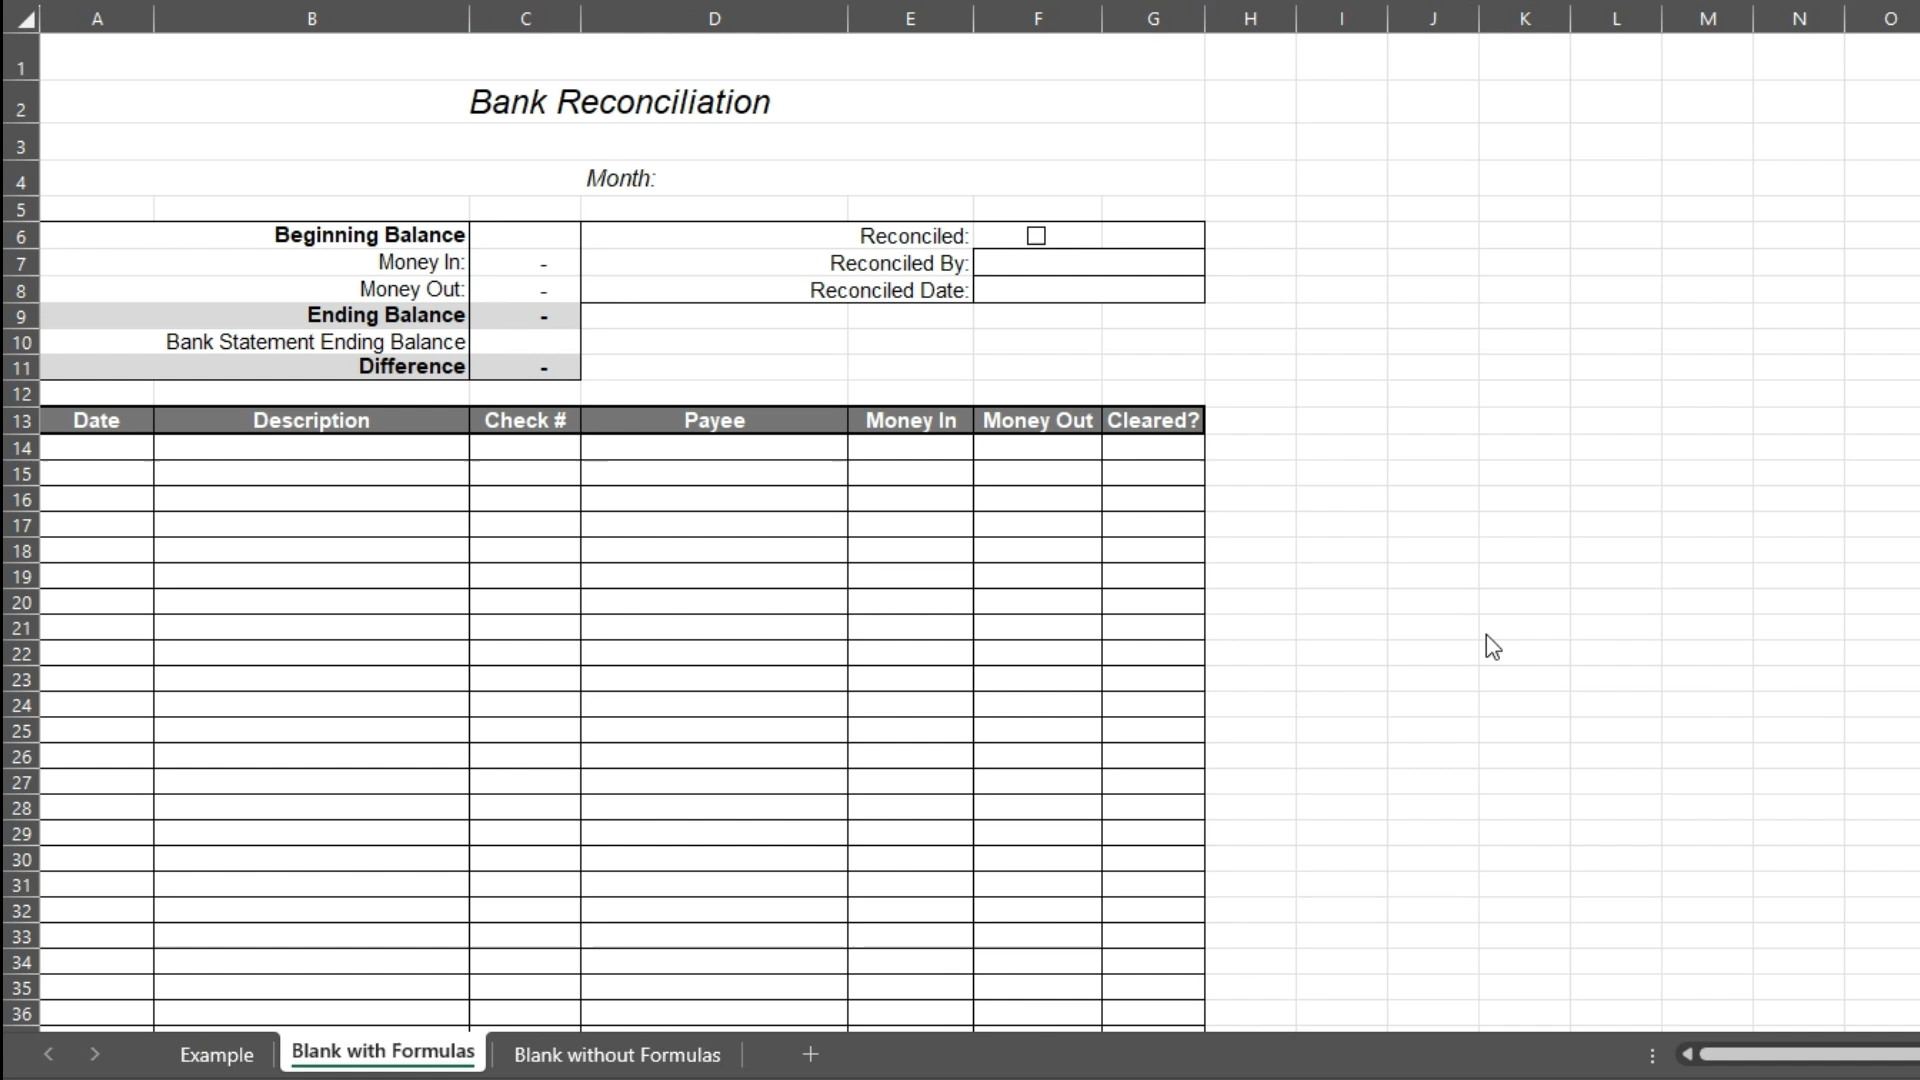 A B C D E F G H I J K L M N O
1
2 Bank Reconciliation
3
4 Month:
5
6 Beginning Balance Reconciled:
7 Money In: - Reconciled By:
8 Money Out: - Reconciled Date:
9 Ending Balance -
10 Bank Statement Ending Balance
11 Difference -
12
13 Date Description Check # Payee Money In Money Out Cleared?
14
15
16
17
18
19
20
21
22
23
24
25
26
27
28
29
30
31
32
33
34
35
36
Example Blank with Formulas Blank without Formulas